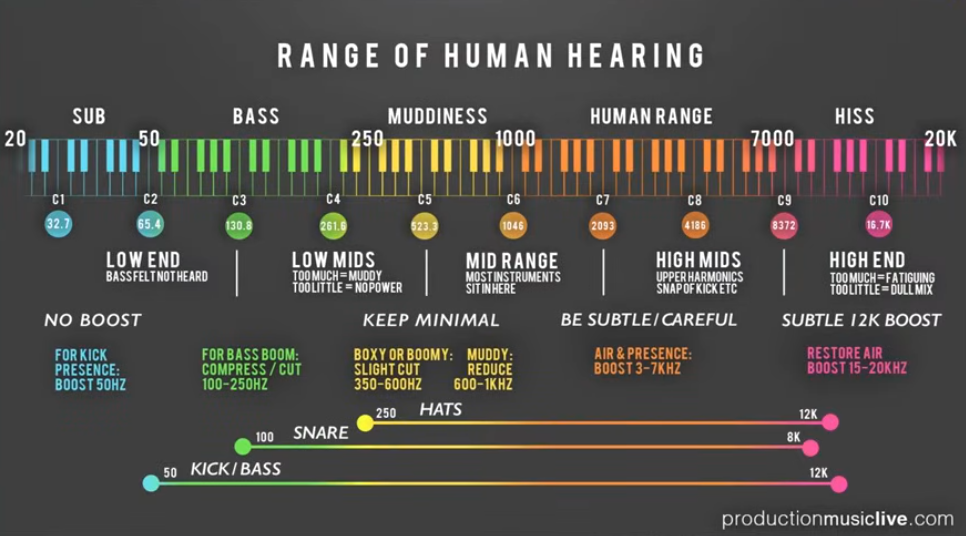 RANGE OF HUMAN HEARING
SUB BASS MUDDINESS HUMAN RANGE HISS
20 50 250 1000 7000 20K
C1 C2 C3 C4 C5 C6 C7 C8 C9 C10
32.7 65.4 130.8 261.6 523.3 1046 2093 4186 8372 16.7K
LOW END
BASS FELT NOT HEARD
LOW MIDS
TOO MUCH = MUDDY
TOO LITTLE = NO POWER
MID RANGE
MOST INSTRUMENTS
SIT IN HERE
HIGH MIDS
UPPER HARMONICS
SNAP OF KICK ETC
HIGH END
TOO MUCH = FATIGUING
TOO LITTLE = DULL MIX
NO BOOST KEEP MINIMAL BE SUBTLE/CAREFUL SUBTLE 12K BOOST
FOR KICK
PRESENCE:
BOOST 50HZ
FOR BASS BOOM:
COMPRESS / CUT
100-250HZ
BOXY OR BOOMY:
SLIGHT CUT
350-600HZ
MUDDY:
REDUCE
600-1KHZ
AIR & PRESENCE:
BOOST 3-7KHZ
RESTORE AIR
BOOST 15-20KHZ
250 HATS 12K
100 SNARE 8K
50 KICK/BASS 12K
productionmusiclive.com